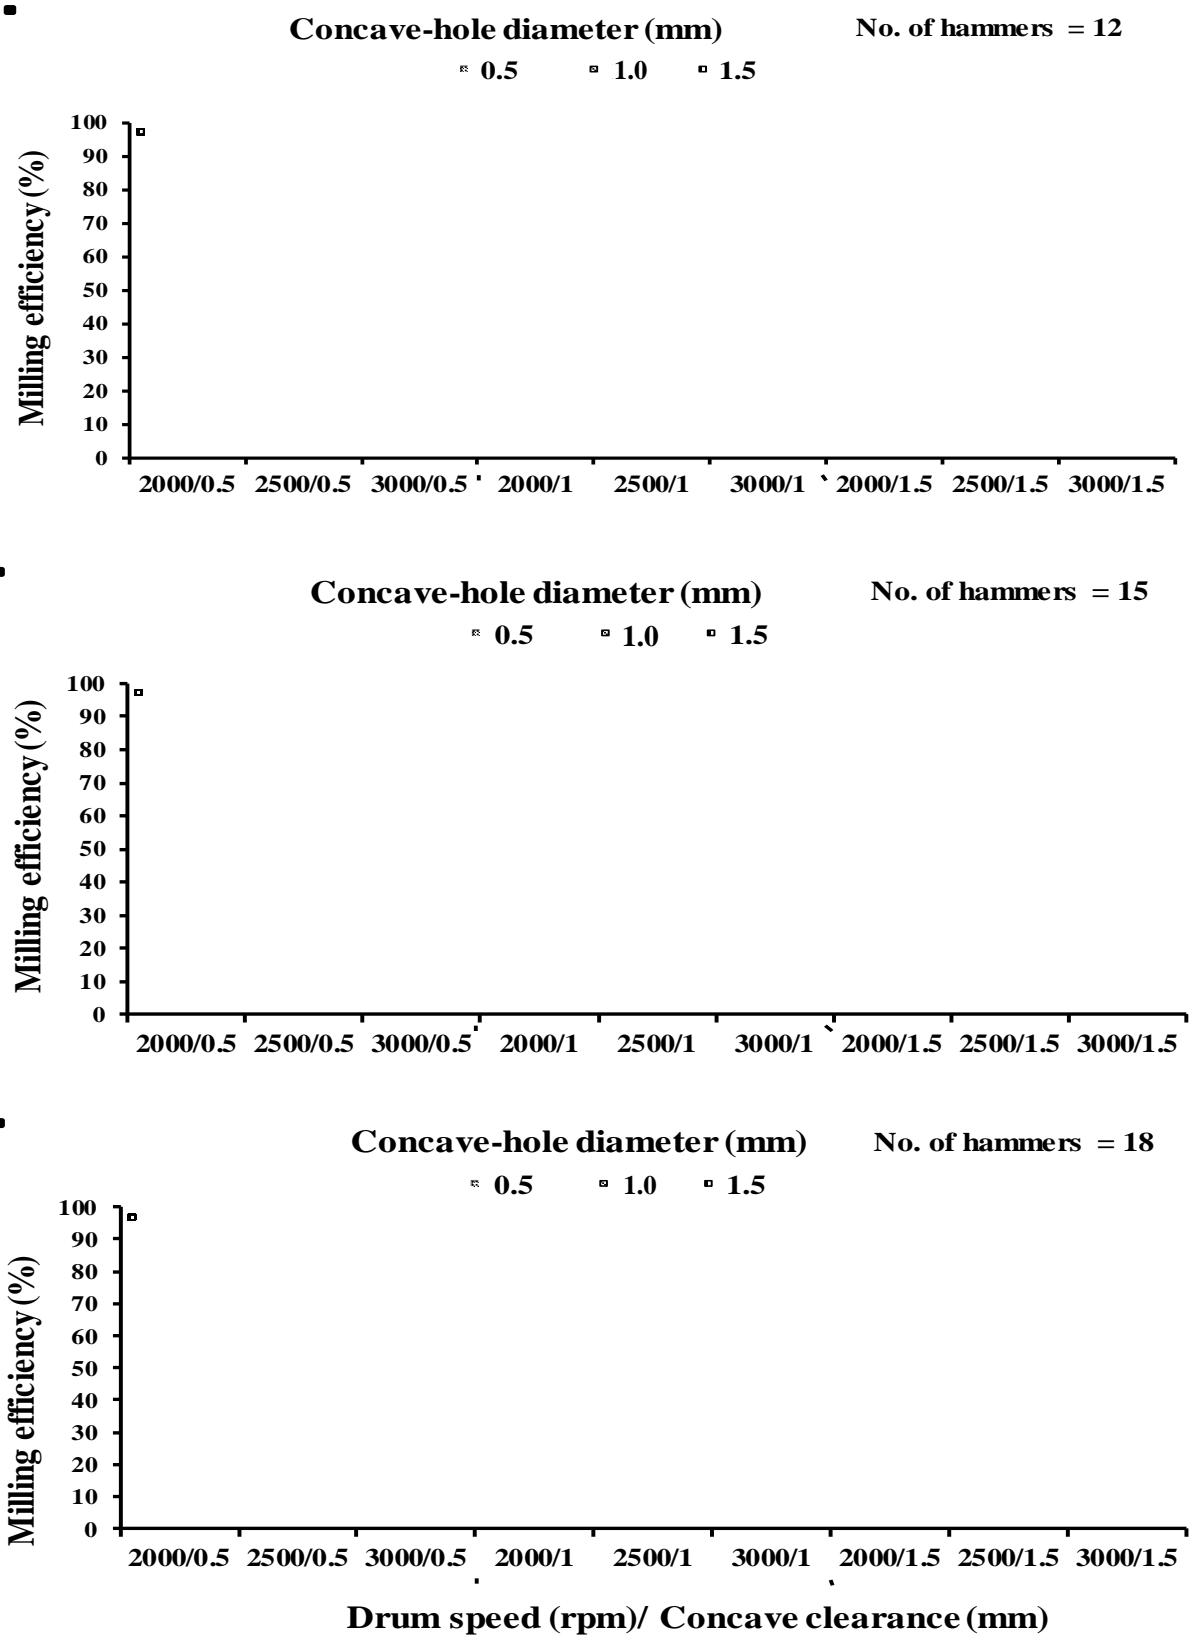 Concave-hole diameter (mm) No. of hammers = 12
0.5 1.0 1.5
Milling efficiency (%)
100
90
80
70
60
50
40
30
20
10
0
2000/0.5 2500/0.5 3000/0.5 2000/1 2500/1 3000/1 2000/1.5 2500/1.5 3000/1.5
Concave-hole diameter (mm) No. of hammers = 15
0.5 1.0 1.5
Milling efficiency (%)
100
90
80
70
60
50
40
30
20
10
0
2000/0.5 2500/0.5 3000/0.5 2000/1 2500/1 3000/1 2000/1.5 2500/1.5 3000/1.5
Concave-hole diameter (mm) No. of hammers = 18
0.5 1.0 1.5
Milling efficiency (%)
100
90
80
70
60
50
40
30
20
10
0
2000/0.5 2500/0.5 3000/0.5 2000/1 2500/1 3000/1 2000/1.5 2500/1.5 3000/1.5
Drum speed (rpm)/ Concave clearance (mm)